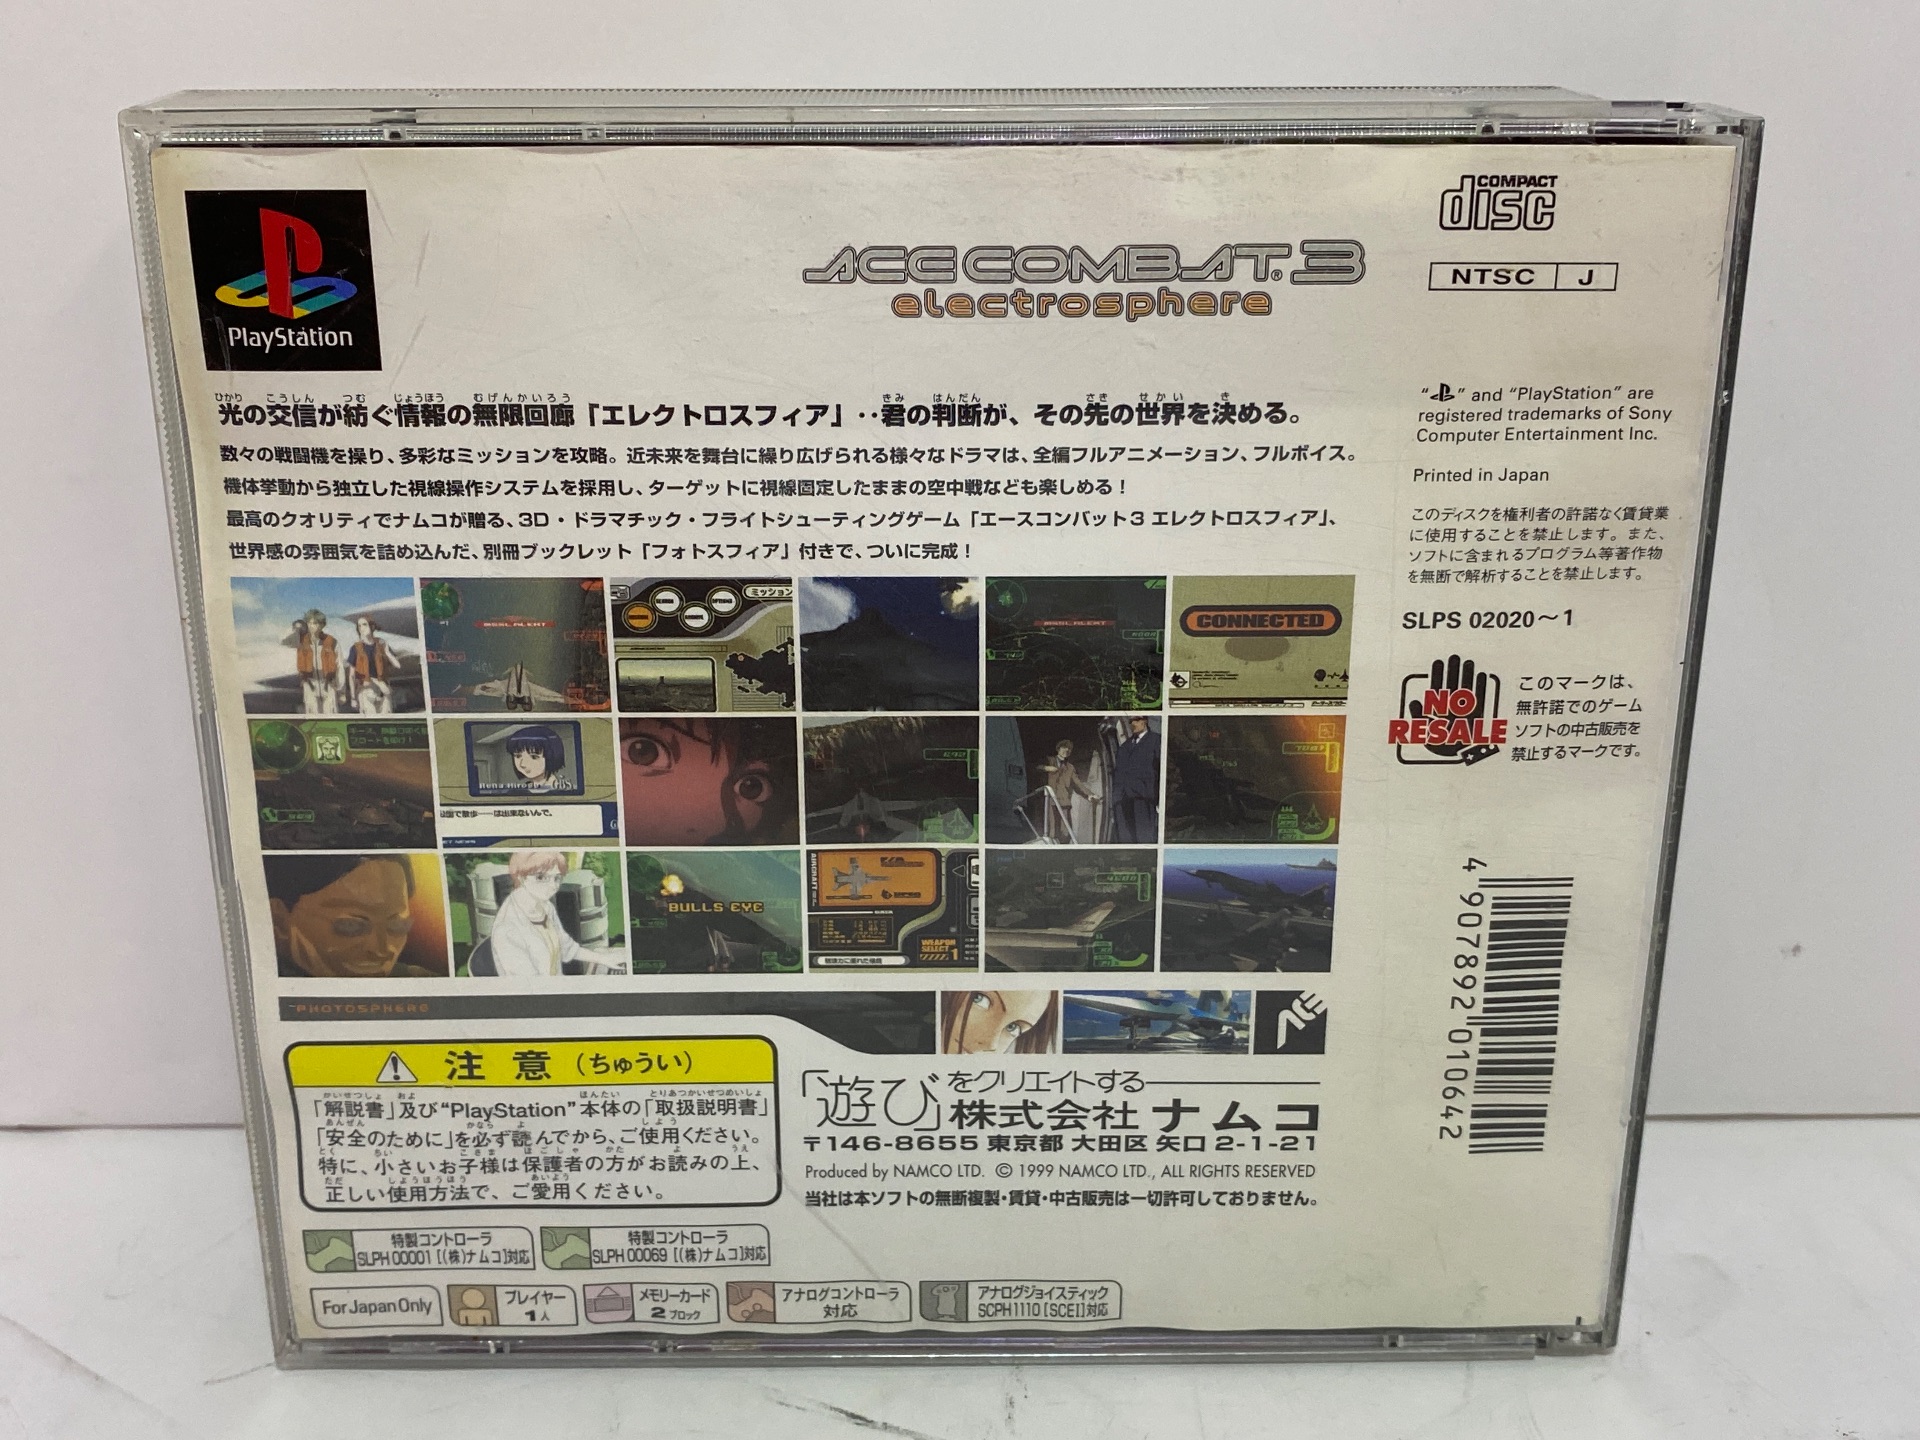 PlayStation
ACE COMBAT® 3
electrosphere
COMPACT
disc
NTSC J
光の交信が紡ぐ情報の無限回廊「エレクトロスフィア」‥君の判断が、その先の世界を決める。
数々の戦闘機を操り、多彩なミッションを攻略。近未来を舞台に繰り広げられる様々なドラマは、全編フルアニメーション、フルボイス。
機体挙動から独立した視線操作システムを採用し、ターゲットに視線固定したままの空中戦なども楽しめる!
最高のクオリティでナムコが贈る、3D・ドラマチック・フライトシューティングゲーム「エースコンバット3 エレクトロスフィア」、
世界感の雰囲気を詰め込んだ、別冊ブックレット「フォトスフィア」付きで、ついに完成!
" " and "PlayStation" are
registered trademarks of Sony
Computer Entertainment Inc.
Printed in Japan
このディスクを権利者の許諾なく賃貸業
に使用することを禁止します。また、
ソフトに含まれるプログラム等著作物
を無断で解析することを禁止します。
SLPS 02020〜1
NO
RESALE
このマークは、
無許諾でのゲーム
ソフトの中古販売を
禁止するマークです。
MSSL ALERT
ミッション
MSSL ALERT
CONNECTED
公園で散歩──は出来ないんで。
BULLS EYE
AIRCRAFT
WEAPON
SELECT
1
4907892010642
PHOTOSPHERE
注意(ちゅうい)
「解説書」及び"PlayStation"本体の「取扱説明書」
「安全のために」を必ず読んでから、ご使用ください。
特に、小さいお子様は保護者の方がお読みの上、
正しい使用方法で、ご愛用ください。
「遊び」をクリエイトする
株式会社ナムコ
〒146-8655 東京都 大田区 矢口 2-1-21
Produced by NAMCO LTD. © 1999 NAMCO LTD., ALL RIGHTS RESERVED
当社は本ソフトの無断複製・賃貸・中古販売は一切許可しておりません。
特製コントローラ
SLPH 00001 [(株)ナムコ]対応
特製コントローラ
SLPH 00069 [(株)ナムコ]対応
For Japan Only
プレイヤー
1人
メモリーカード
2ブロック
アナログコントローラ
対応
アナログジョイスティック
SCPH1110 [SCEI]対応